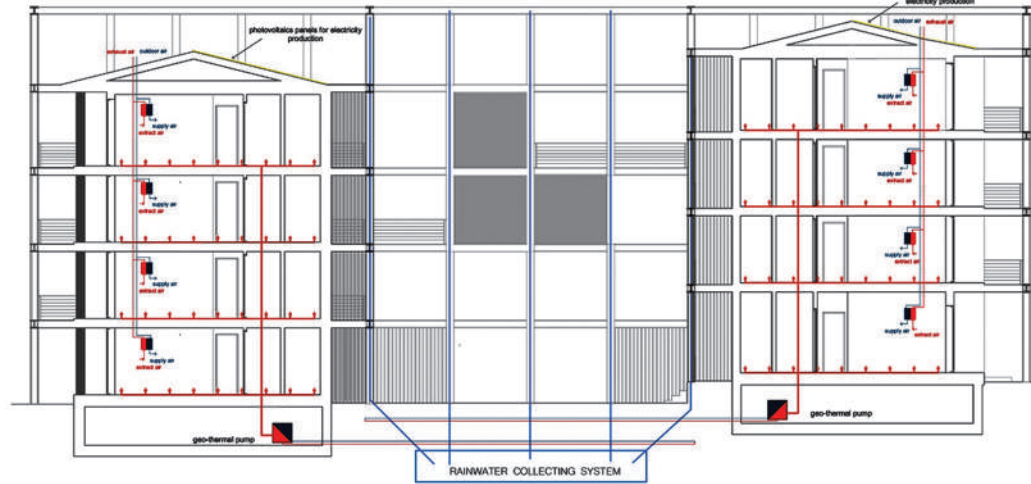 electricity production
outdoor air
exhaust air
exhaust air
outdoor air
photovoltaics panels for electricity
production
supply air
extract air
supply air
extract air
supply air
extract air
supply air
extract air
supply air
extract air
supply air
extract air
supply air
extract air
supply air
extract air
geo-thermal pump
geo-thermal pump
RAINWATER COLLECTING SYSTEM